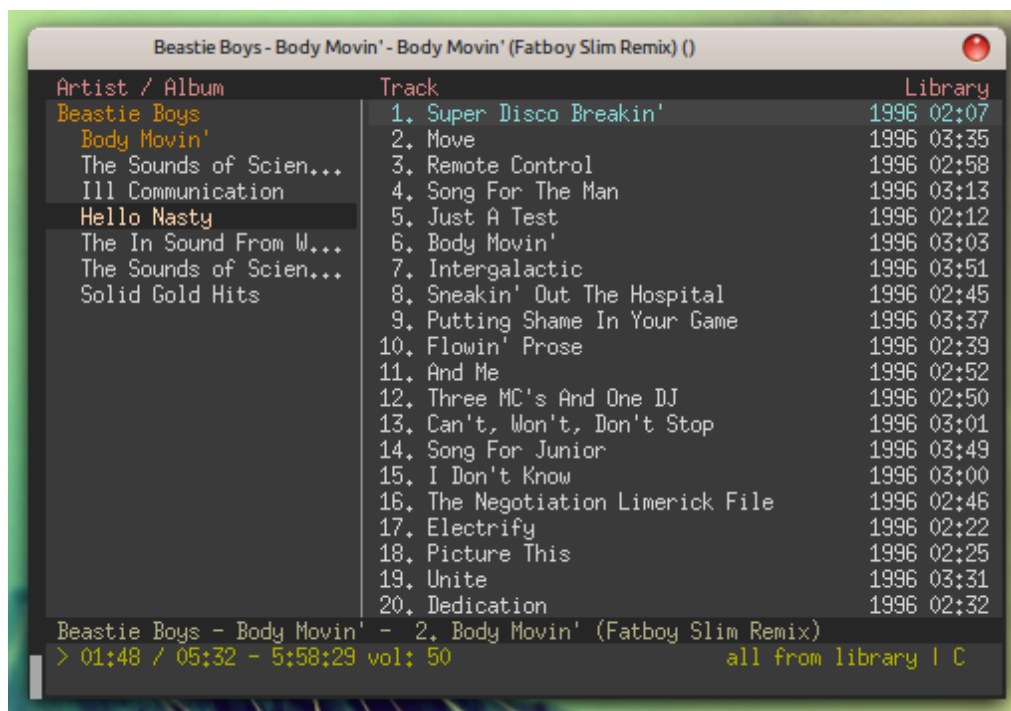 Beastie Boys - Body Movin' - Body Movin' (Fatboy Slim Remix) ()
Artist / Album Track Library
Beastie Boys 1. Super Disco Breakin' 1996 02:07
Body Movin' 2. Move 1996 03:35
The Sounds of Scien... 3. Remote Control 1996 02:58
Ill Communication 4. Song For The Man 1996 03:13
Hello Nasty 5. Just A Test 1996 02:12
The In Sound From W... 6. Body Movin' 1996 03:03
The Sounds of Scien... 7. Intergalactic 1996 03:51
Solid Gold Hits 8. Sneakin' Out The Hospital 1996 02:45
9. Putting Shame In Your Game 1996 03:37
10. Flowin' Prose 1996 02:39
11. And Me 1996 02:52
12. Three MC's And One DJ 1996 02:50
13. Can't, Won't, Don't Stop 1996 03:01
14. Song For Junior 1996 03:49
15. I Don't Know 1996 03:00
16. The Negotiation Limerick File 1996 02:46
17. Electrify 1996 02:22
18. Picture This 1996 02:25
19. Unite 1996 03:31
20. Dedication 1996 02:32
Beastie Boys - Body Movin' - 2. Body Movin' (Fatboy Slim Remix)
> 01:48 / 05:32 - 5:58:29 vol: 50 all from library | C